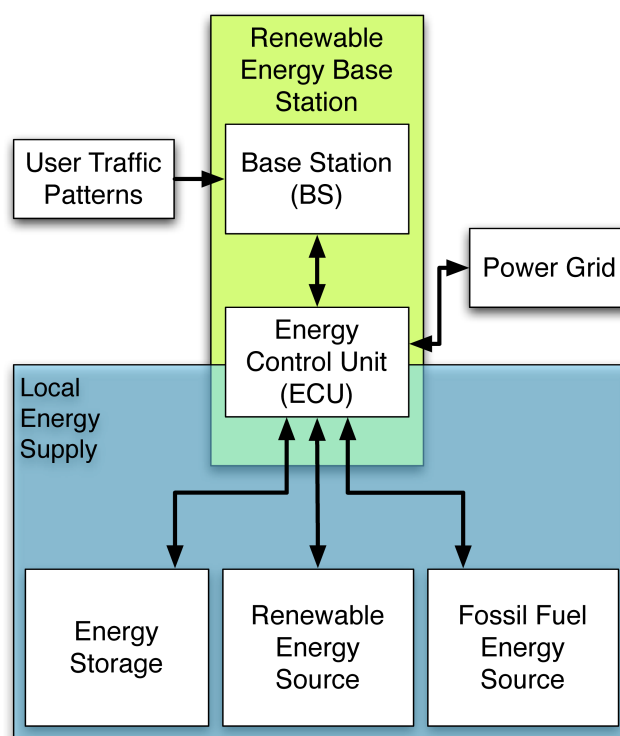 Renewable
Energy Base
Station
User Traffic
Patterns
Base Station
(BS)
Power Grid
Energy
Control Unit
(ECU)
Local
Energy
Supply
Energy
Storage
Renewable
Energy
Source
Fossil Fuel
Energy
Source